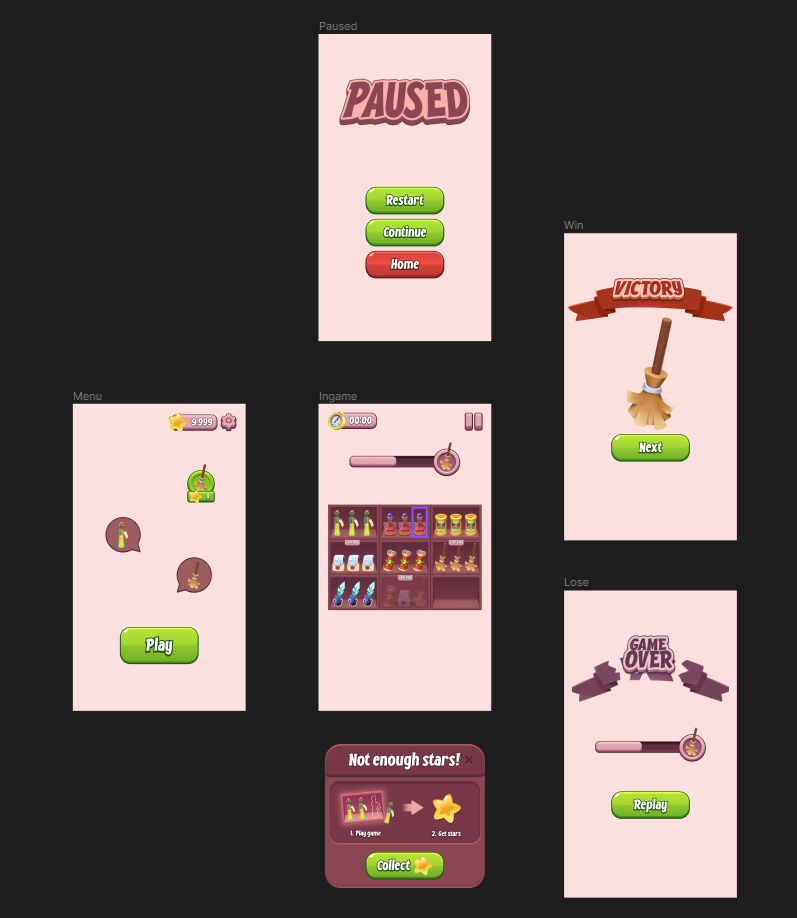 Paused
PAUSED
Restart
Continue
Home
Win
VICTORY
Next
Menu
9.999
Play
Ingame
00:00
Lose
GAME
OVER
Replay
Not enough stars!
1. Play game
2. Get stars
Collect